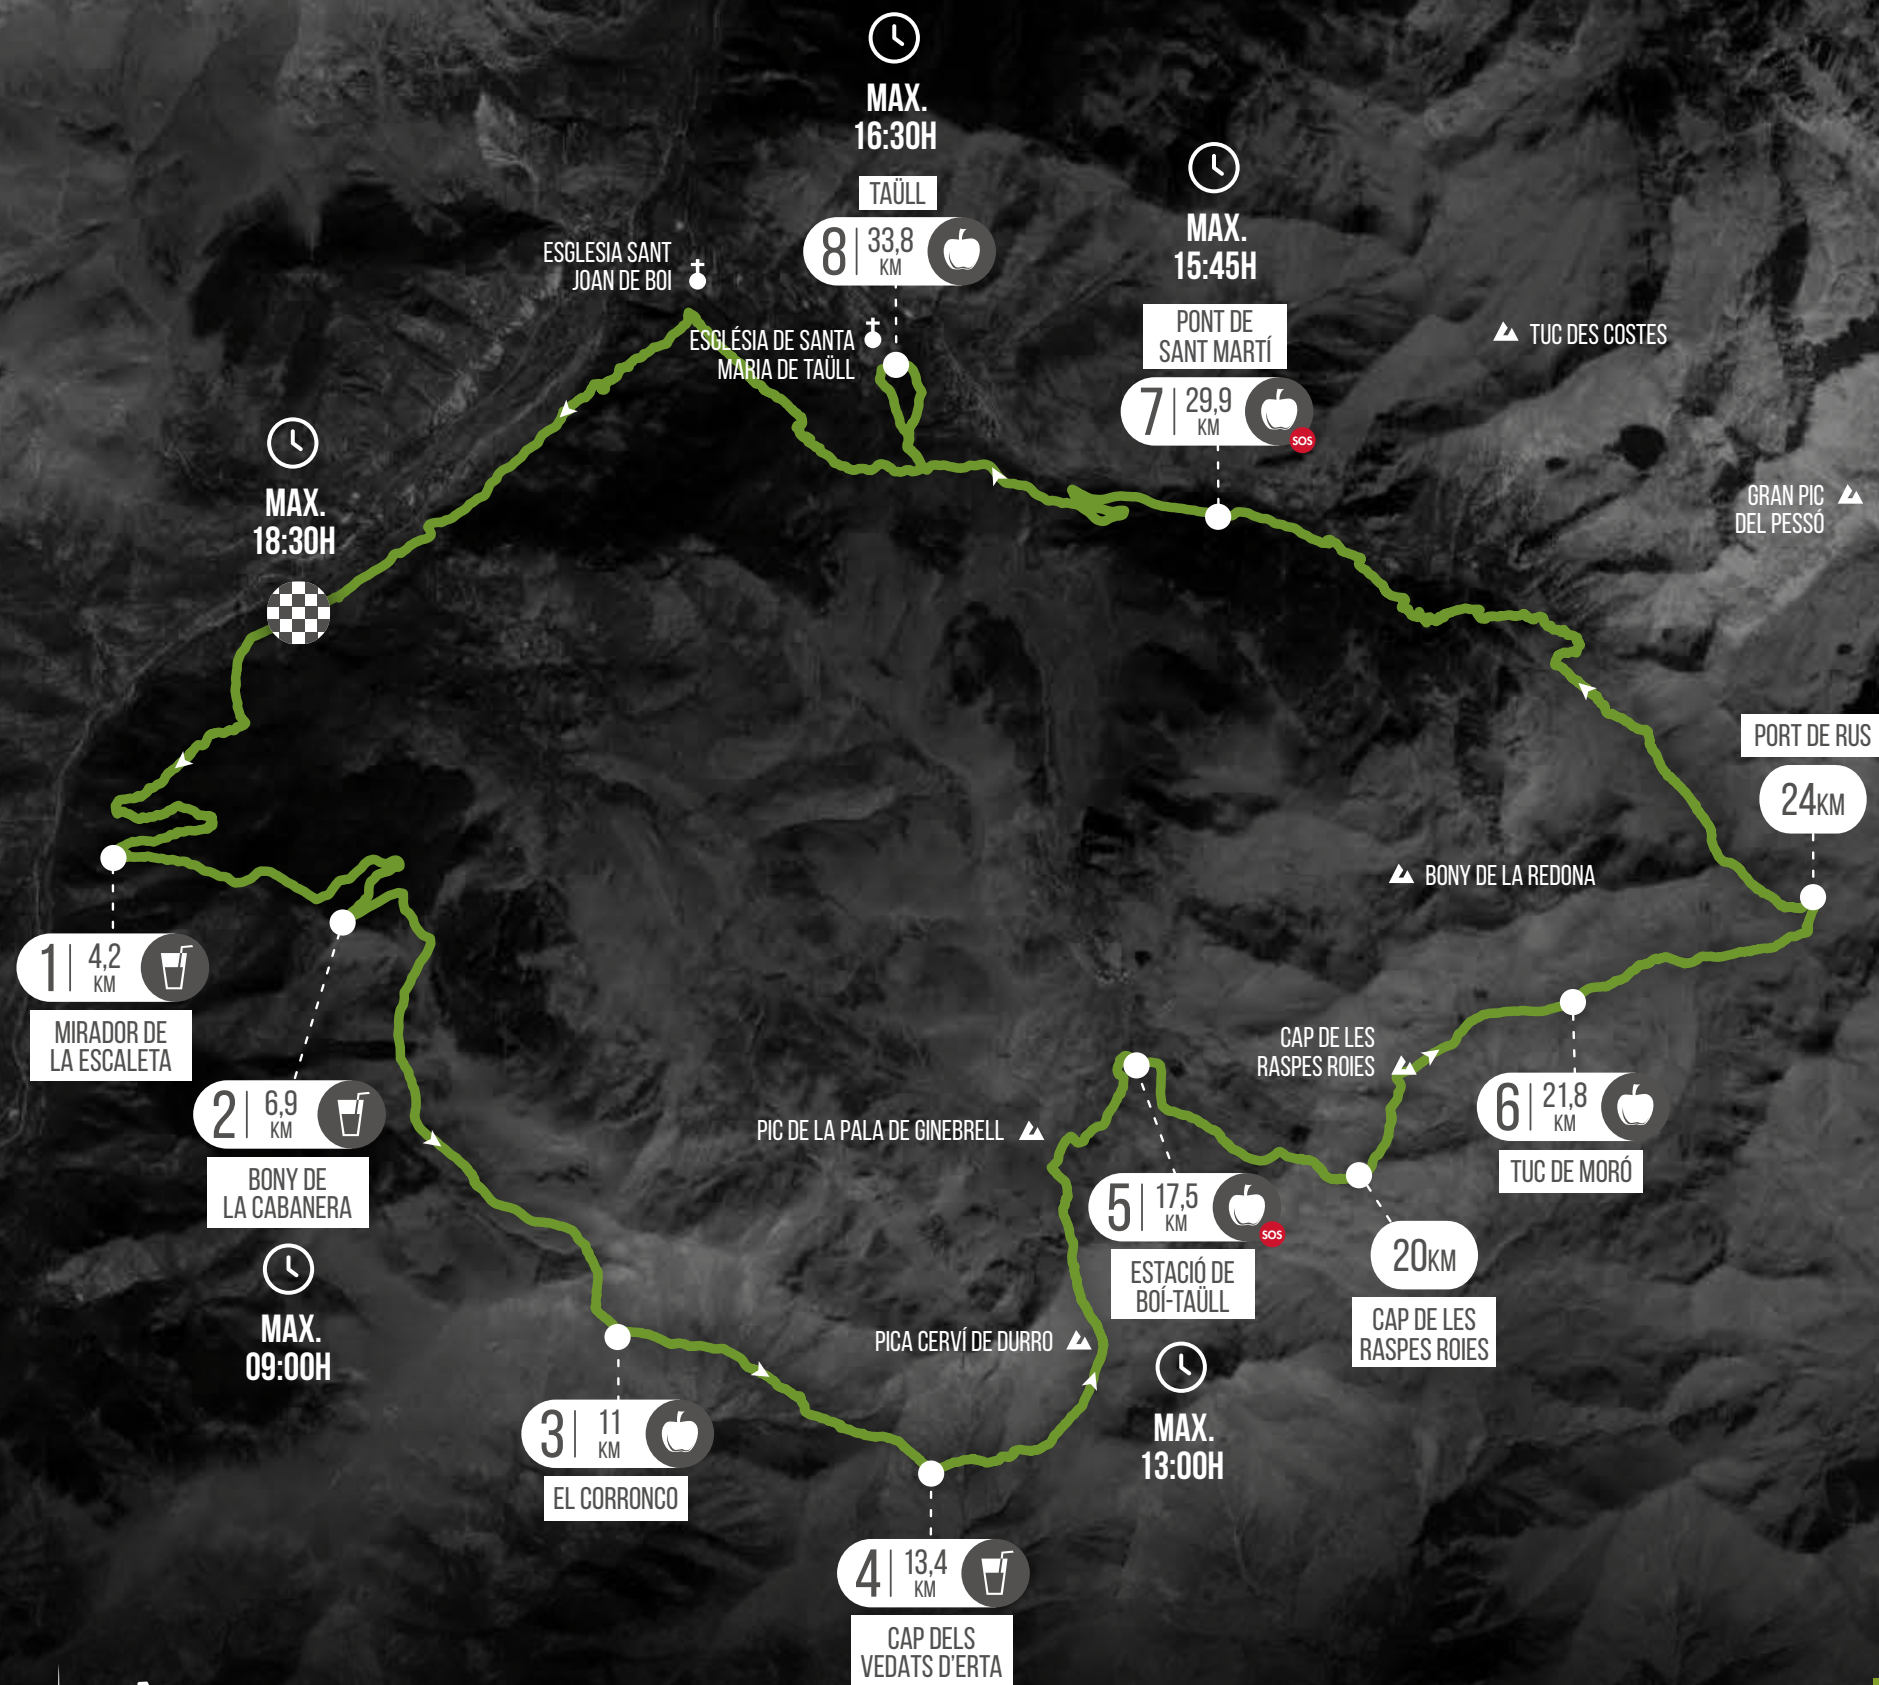 MAX.
16:30H
TAÜLL
8 33,8
KM
MAX.
15:45H
PONT DE
SANT MARTÍ
7 29,9
KM
SOS
ESGLESIA SANT
JOAN DE BOI
ESGLÉSIA DE SANTA
MARIA DE TAÜLL
TUC DES COSTES
GRAN PIC
DEL PESSÓ
MAX.
18:30H
PORT DE RUS
24KM
BONY DE LA REDONA
1 4,2
KM
MIRADOR DE
LA ESCALETA
2 6,9
KM
BONY DE
LA CABANERA
MAX.
09:00H
CAP DE LES
RASPES ROIES
6 21,8
KM
TUC DE MORÓ
PIC DE LA PALA DE GINEBRELL
5 17,5
KM
SOS
ESTACIÓ DE
BOÍ-TAÜLL
MAX.
13:00H
20KM
CAP DE LES
RASPES ROIES
PICA CERVÍ DE DURRO
3 11
KM
EL CORRONCO
4 13,4
KM
CAP DELS
VEDATS D'ERTA